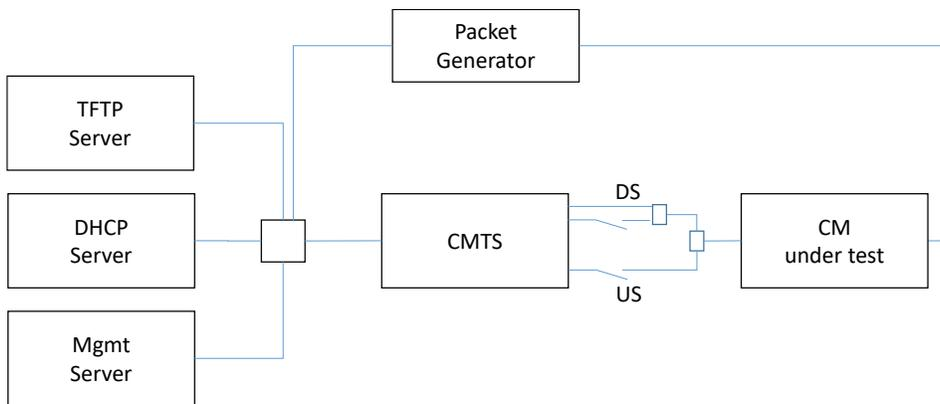 Packet
Generator
TFTP
Server
DHCP
Server
CMTS
DS
US
CM
under test
Mgmt
Server